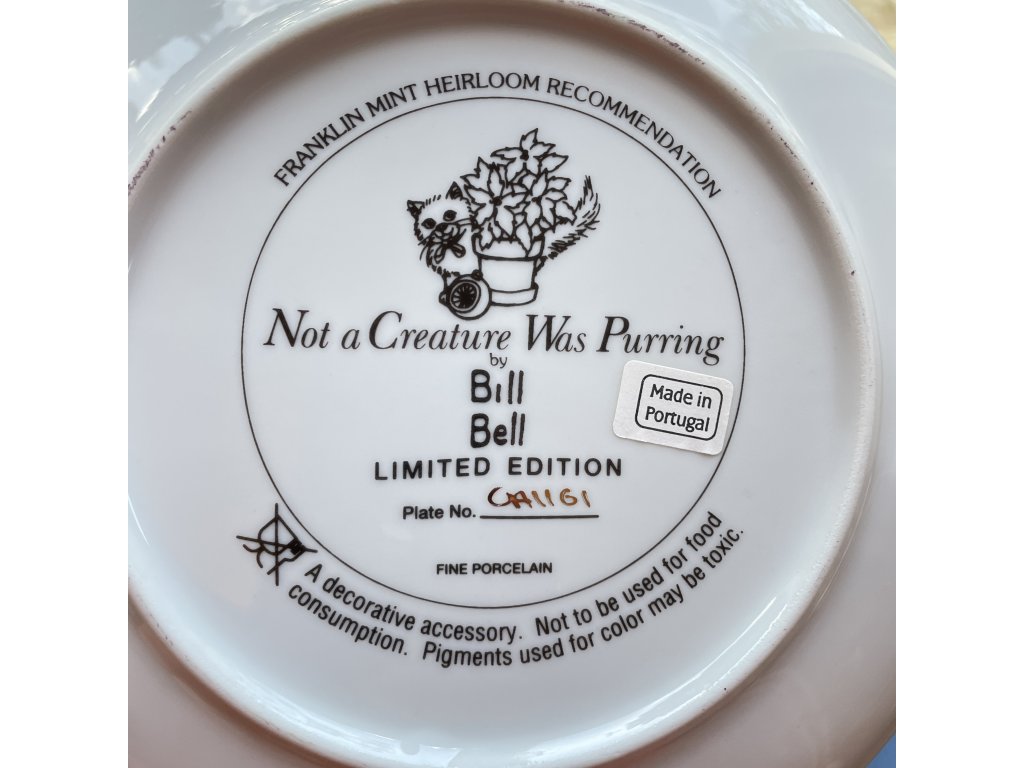 FRANKLIN MINT HEIRLOOM RECOMMENDATION
Not a Creature Was Purring
by
Bill
Bell
Made in
Portugal
LIMITED EDITION
Plate No. CA1161
FINE PORCELAIN
A decorative accessory. Not to be used for food
consumption. Pigments used for color may be toxic.